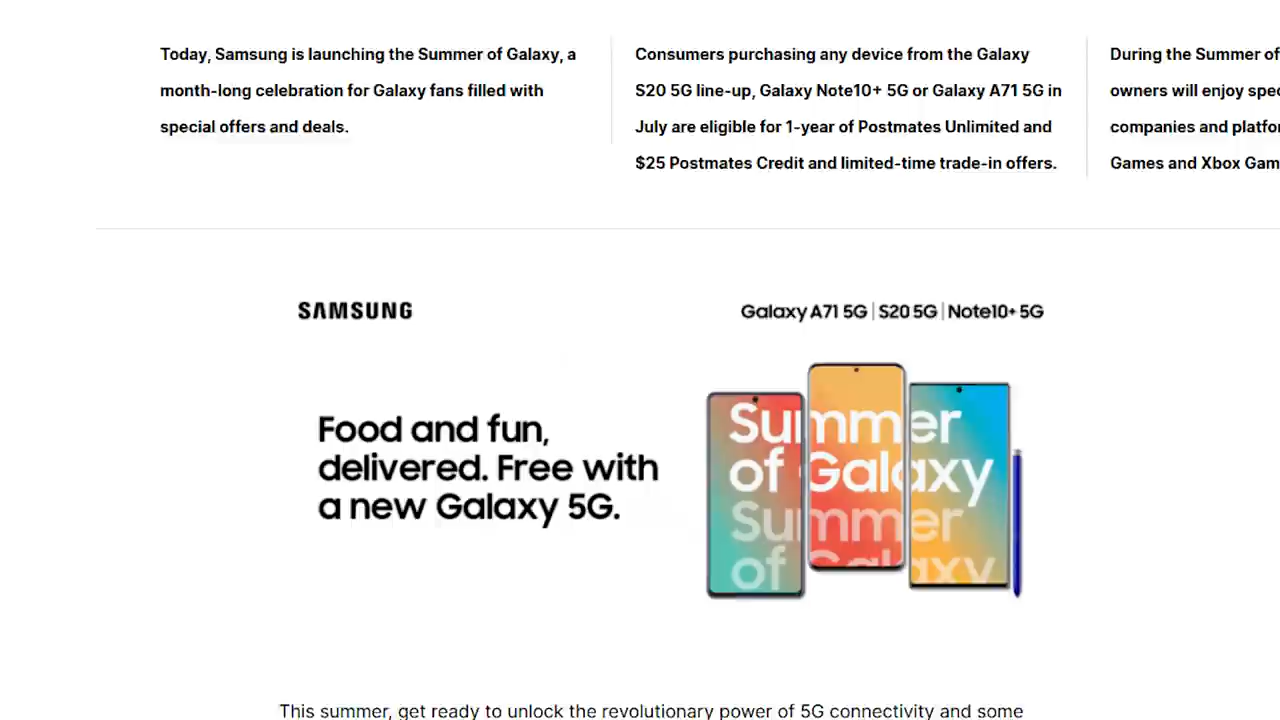 Today, Samsung is launching the Summer of Galaxy, a
month-long celebration for Galaxy fans filled with
special offers and deals.
Consumers purchasing any device from the Galaxy
S20 5G line-up, Galaxy Note10+ 5G or Galaxy A71 5G in
July are eligible for 1-year of Postmates Unlimited and
$25 Postmates Credit and limited-time trade-in offers.
During the Summer of
owners will enjoy
companies and
Games and Xbox
SAMSUNG
Galaxy A71 5G | S20 5G | Note10+ 5G
Food and fun,
delivered. Free with
a new Galaxy 5G.
Summer
of Galaxy
Summer
of Galaxy
This summer, get ready to unlock the revolutionary power of 5G connectivity and some